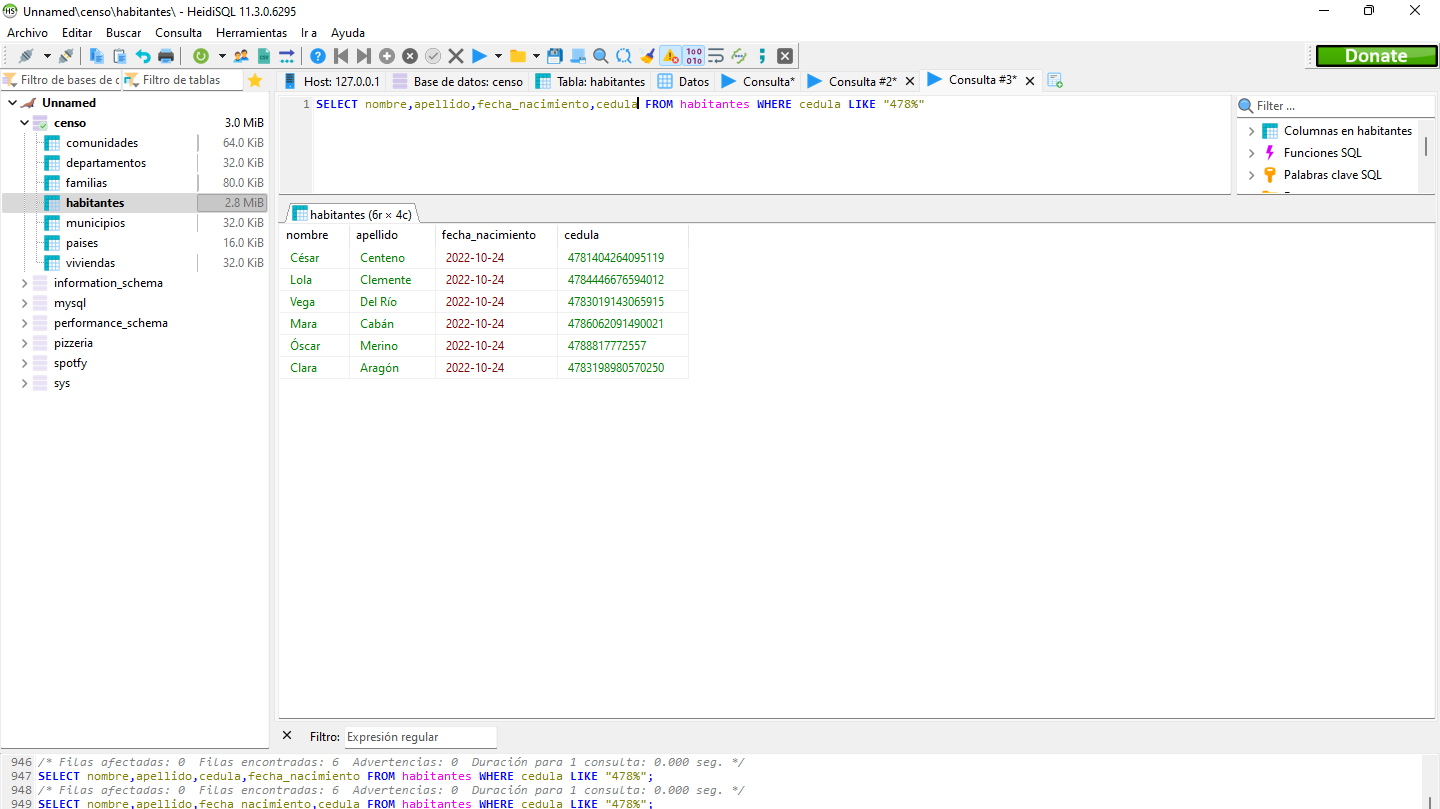 Unnamed\censo\habitantes\ - HeidiSQL 11.3.0.6295
Archivo Editar Buscar Consulta Herramientas Ir a Ayuda
Donate
Filtro de bases de d Filtro de tablas
Host: 127.0.0.1 Base de datos: censo Tabla: habitantes Datos Consulta* Consulta #2* Consulta #3*
Unnamed
censo 3.0 MiB
comunidades 64.0 KiB
departamentos 32.0 KiB
familias 80.0 KiB
habitantes 2.8 MiB
municipios 32.0 KiB
paises 16.0 KiB
viviendas 32.0 KiB
information_schema
mysql
performance_schema
pizzeria
spotfy
sys
1 SELECT nombre,apellido,fecha_nacimiento,cedula FROM habitantes WHERE cedula LIKE "478%"
Filter ...
Columnas en habitantes
Funciones SQL
Palabras clave SQL
habitantes (6r × 4c)
nombre apellido fecha_nacimiento cedula
César Centeno 2022-10-24 4781404264095119
Lola Clemente 2022-10-24 4784446676594012
Vega Del Río 2022-10-24 4783019143065915
Mara Cabán 2022-10-24 4786062091490021
Óscar Merino 2022-10-24 4788817772557
Clara Aragón 2022-10-24 4783198980570250
Filtro: Expresión regular
946 /* Filas afectadas: 0 Filas encontradas: 6 Advertencias: 0 Duración para 1 consulta: 0.000 seg. */
947 SELECT nombre,apellido,cedula,fecha_nacimiento FROM habitantes WHERE cedula LIKE "478%";
948 /* Filas afectadas: 0 Filas encontradas: 6 Advertencias: 0 Duración para 1 consulta: 0.000 seg. */
949 SELECT nombre,apellido,fecha_nacimiento,cedula FROM habitantes WHERE cedula LIKE "478%";